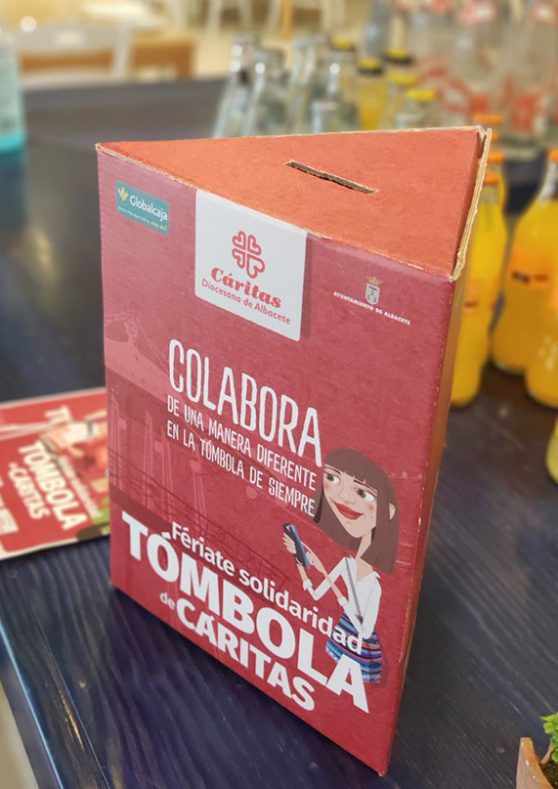 Globalcaja
Cáritas
Diocesana de Albacete
AYUNTAMIENTO DE ALBACETE
COLABORA
DE UNA MANERA DIFERENTE
EN LA TÓMBOLA DE SIEMPRE
Fériate solidaridad
TÓMBOLA
de CÁRITAS
TÓMBOLA
CÁRITAS